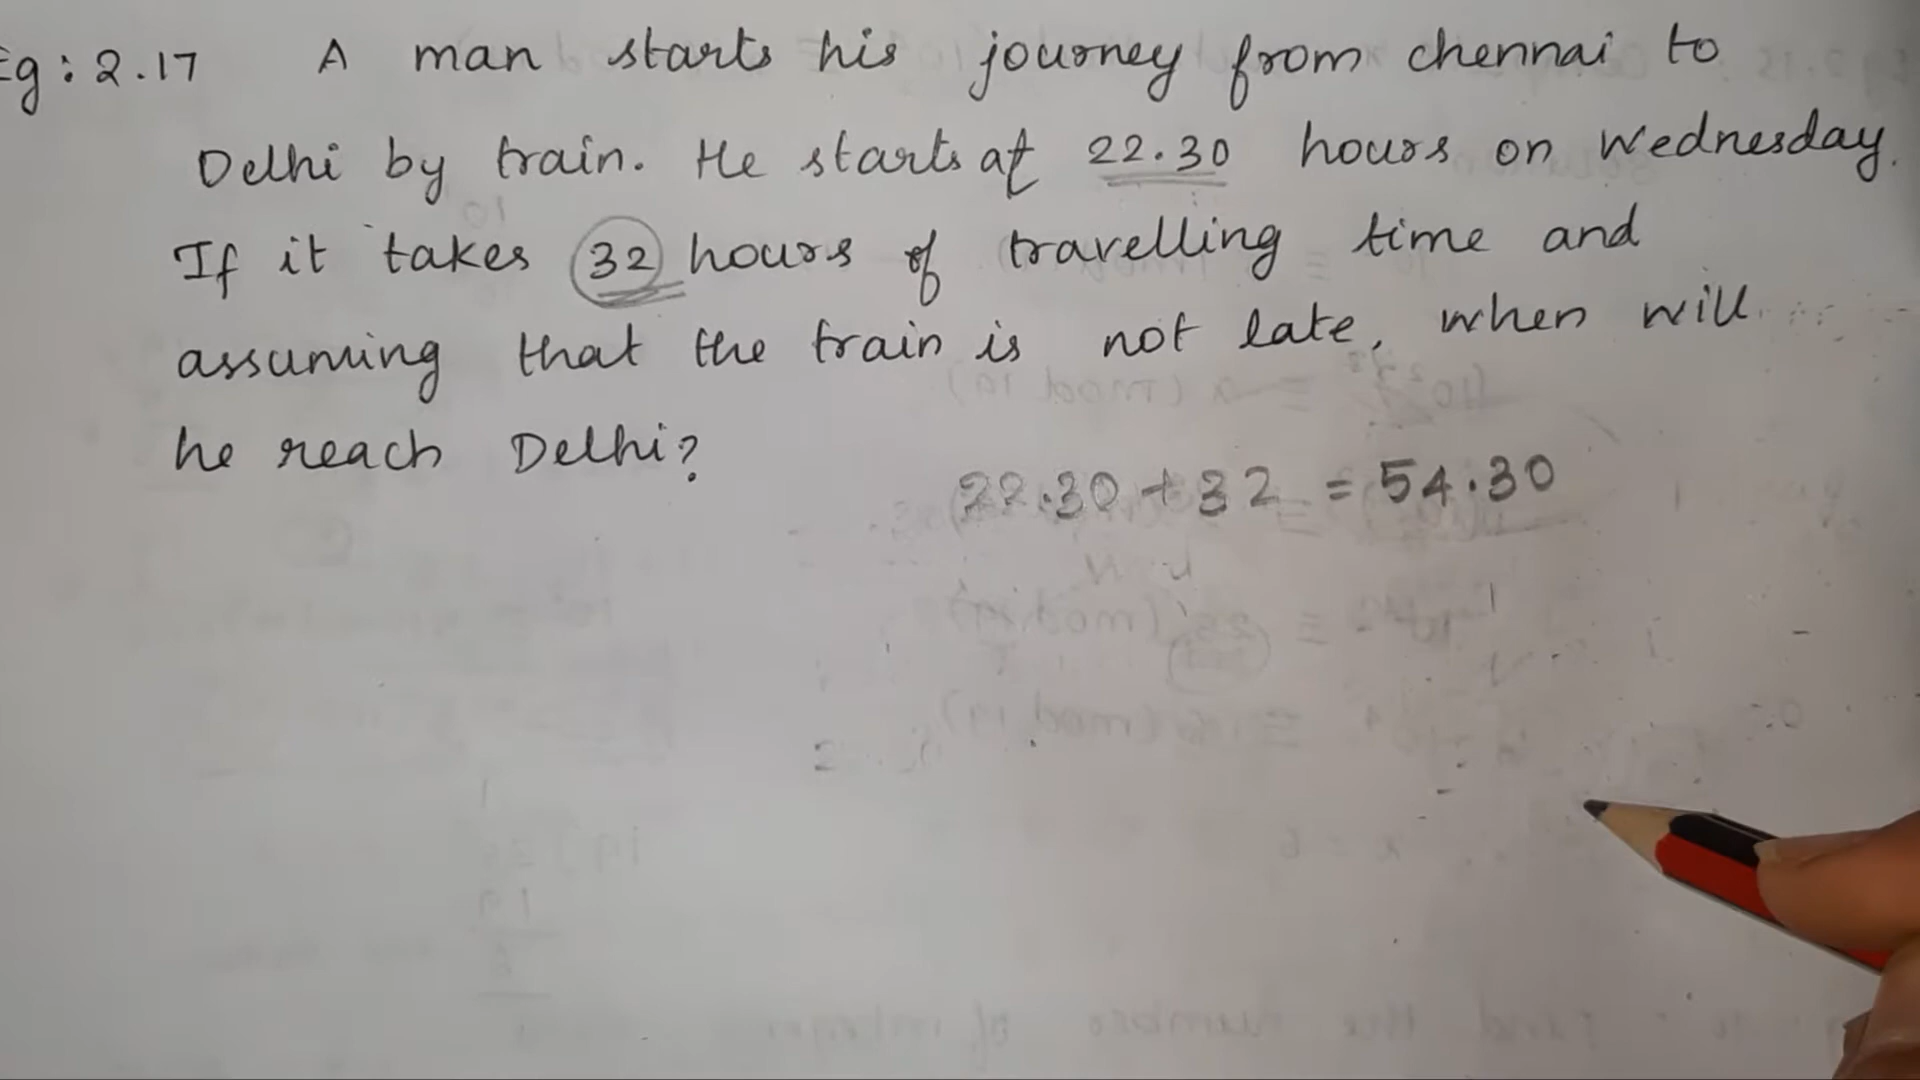 Eg: 2.17 A man starts his journey from chennai to
Delhi by train. He starts at 22.30 hours on Wednesday.
If it takes 32 hours of travelling time and
assuming that the train is not late, when will
he reach Delhi?
22.30 + 32 = 54.30